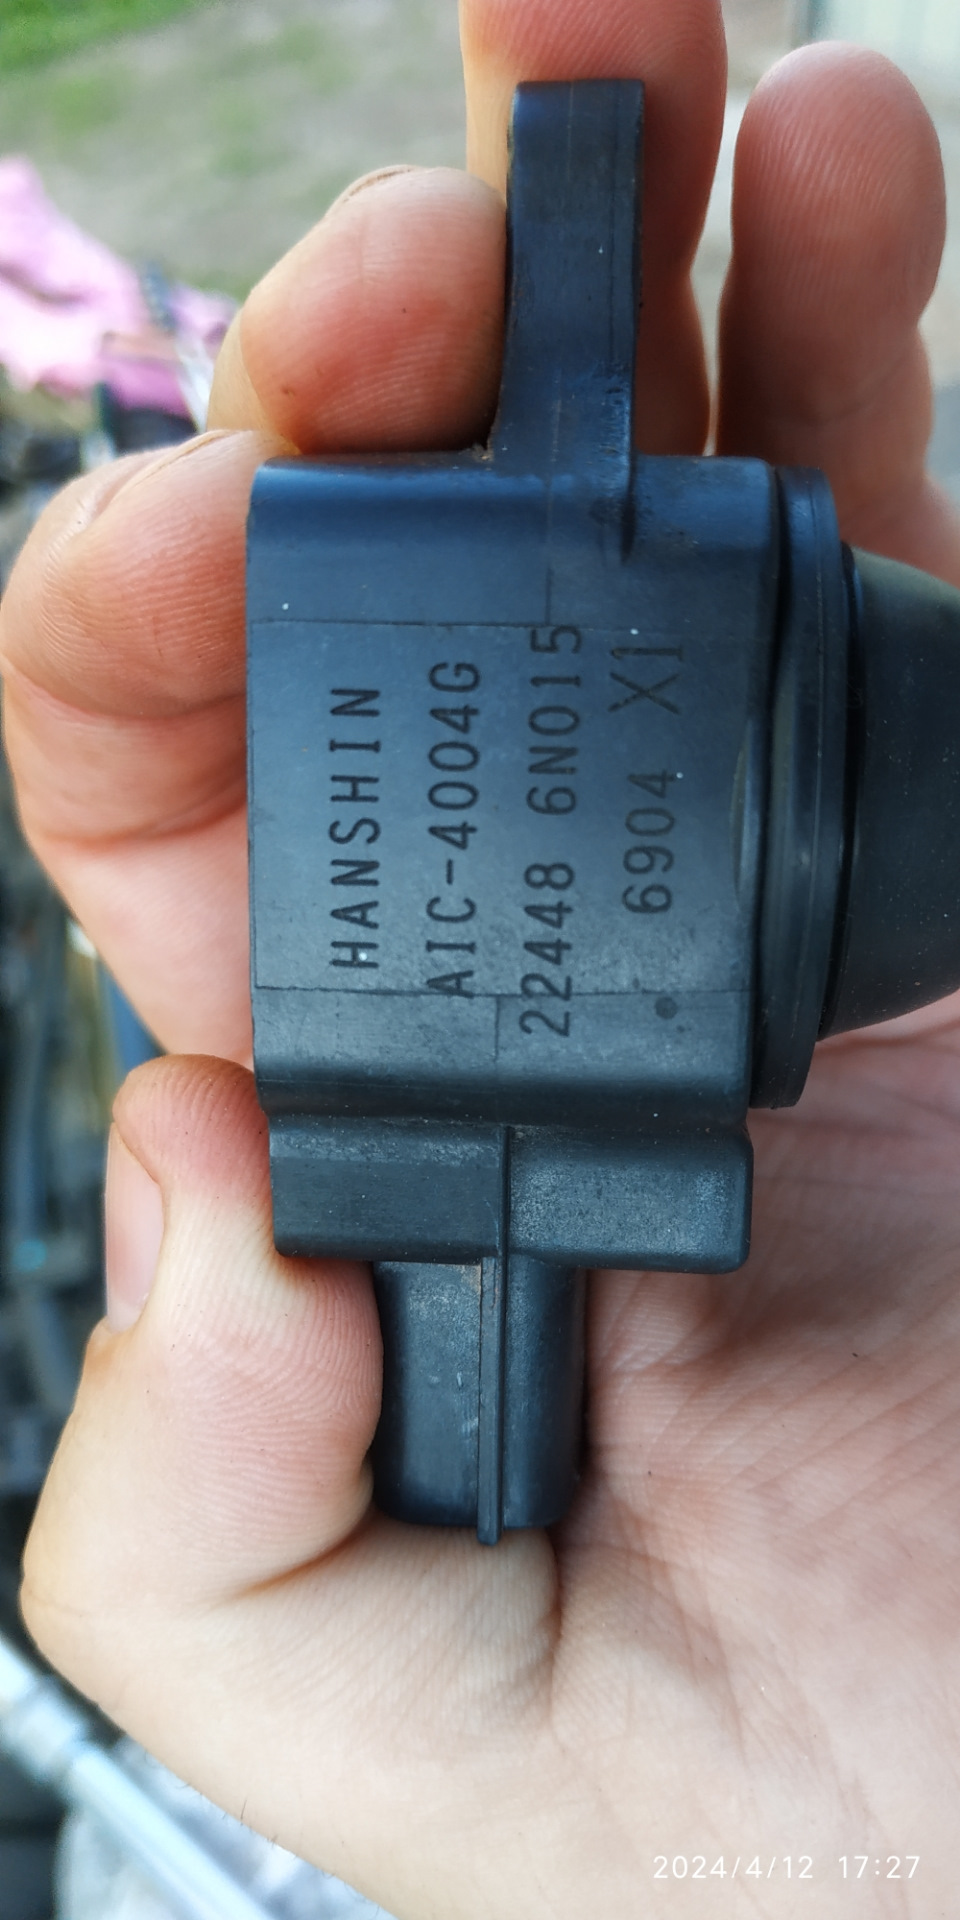 HANSHIN
AIC-4004G
22448 6N015
6904 X1
2024/4/12 17:27